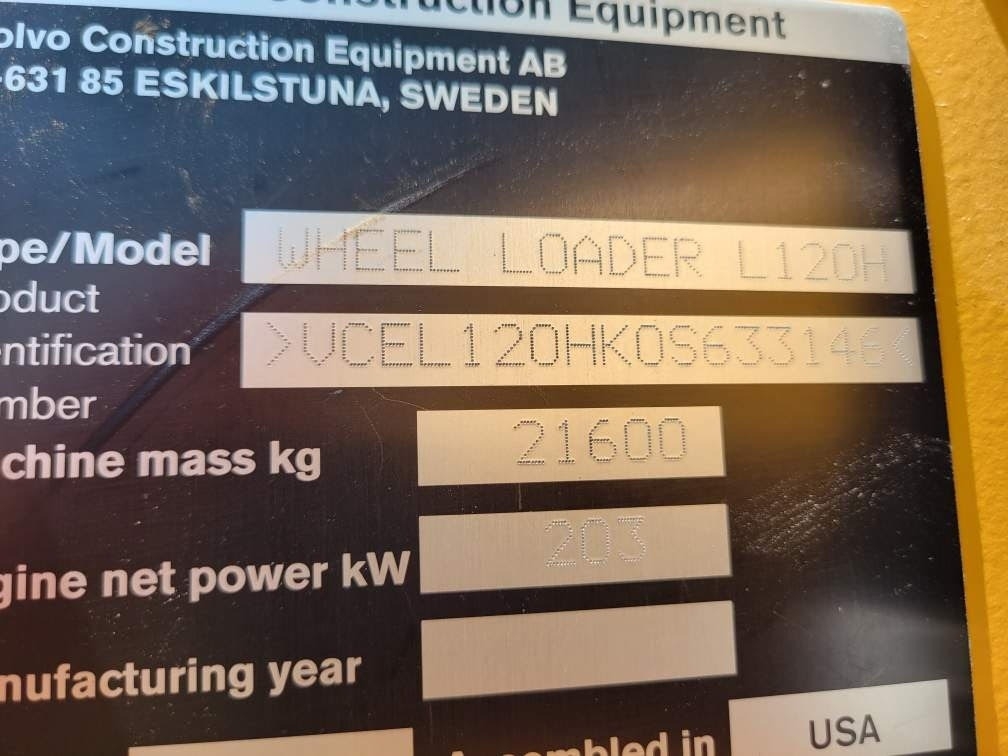 Construction Equipment
olvo Construction Equipment AB
-631 85 ESKILSTUNA, SWEDEN
pe/Model WHEEL LOADER L120H
oduct
entification >VCEL120HK0S633146<
mber
chine mass kg 21600
gine net power kW 203
nufacturing year
Assembled in USA